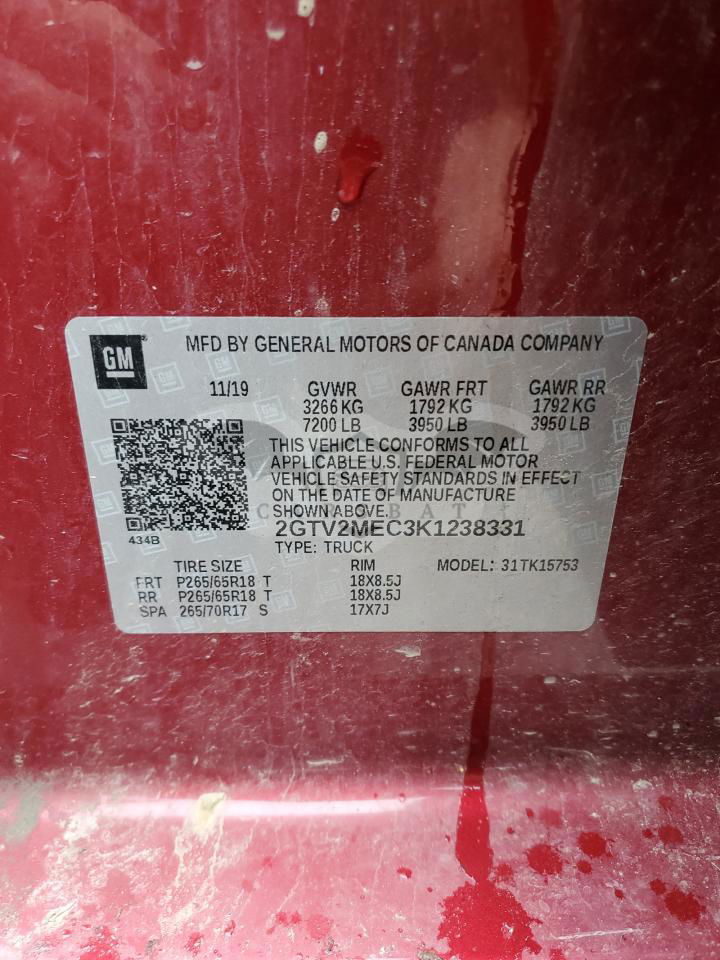 GM
MFD BY GENERAL MOTORS OF CANADA COMPANY
11/19 GVWR GAWR FRT GAWR RR
3266 KG 1792 KG 1792 KG
7200 LB 3950 LB 3950 LB
THIS VEHICLE CONFORMS TO ALL
APPLICABLE U.S. FEDERAL MOTOR
VEHICLE SAFETY STANDARDS IN EFFECT
ON THE DATE OF MANUFACTURE
SHOWN ABOVE.
2GTV2MEC3K1238331
434B
TYPE: TRUCK
TIRE SIZE RIM MODEL: 31TK15753
FRT P265/65R18 T 18X8.5J
RR P265/65R18 T 18X8.5J
SPA 265/70R17 S 17X7J